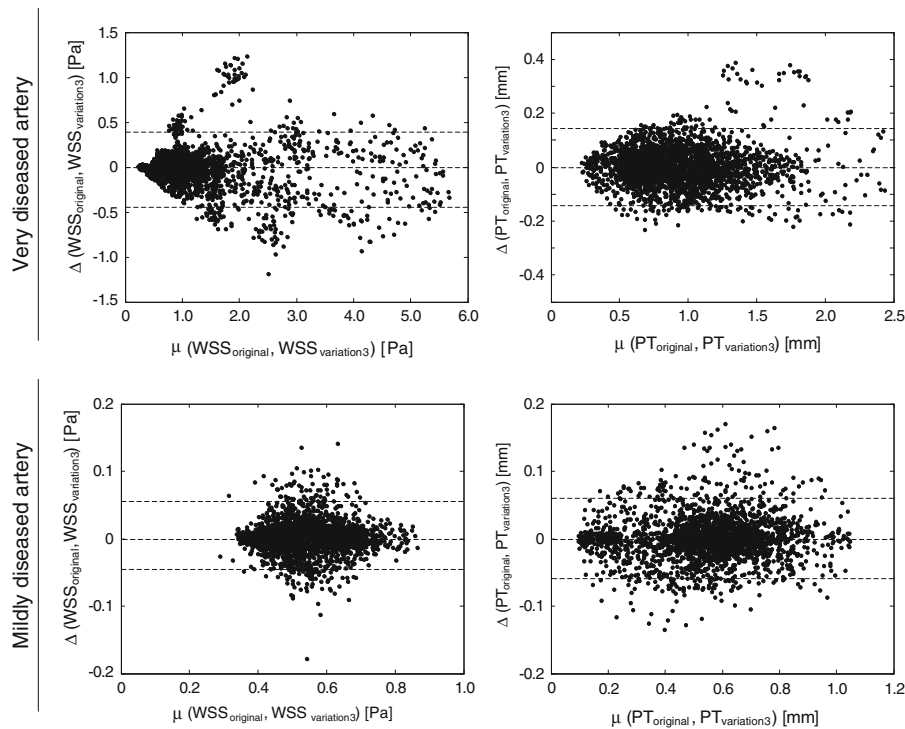 Very diseased artery
Δ (WSSoriginal, WSSvariation3) [Pa]
1.5
1.0
0.5
0
-0.5
-1.0
-1.5
0 1.0 2.0 3.0 4.0 5.0 6.0
μ (WSSoriginal, WSSvariation3) [Pa]
Δ (PToriginal, PTvariation3) [mm]
0.4
0.2
0
-0.2
-0.4
0 0.5 1.0 1.5 2.0 2.5
μ (PToriginal, PTvariation3) [mm]
Mildly diseased artery
Δ (WSSoriginal, WSSvariation3) [Pa]
0.2
0.1
0
-0.1
-0.2
0 0.2 0.4 0.6 0.8 1.0
μ (WSSoriginal, WSSvariation3) [Pa]
Δ (PToriginal, PTvariation3) [mm]
0.2
0.1
0
-0.1
-0.2
0 0.2 0.4 0.6 0.8 1.0 1.2
μ (PToriginal, PTvariation3) [mm]